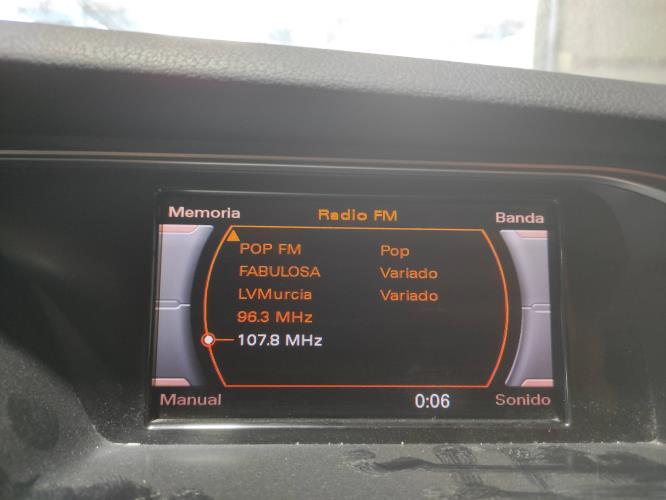 Memoria Radio FM Banda
POP FM Pop
FABULOSA Variado
LVMurcia Variado
96.3 MHz
107.8 MHz
Manual 0:06 Sonido